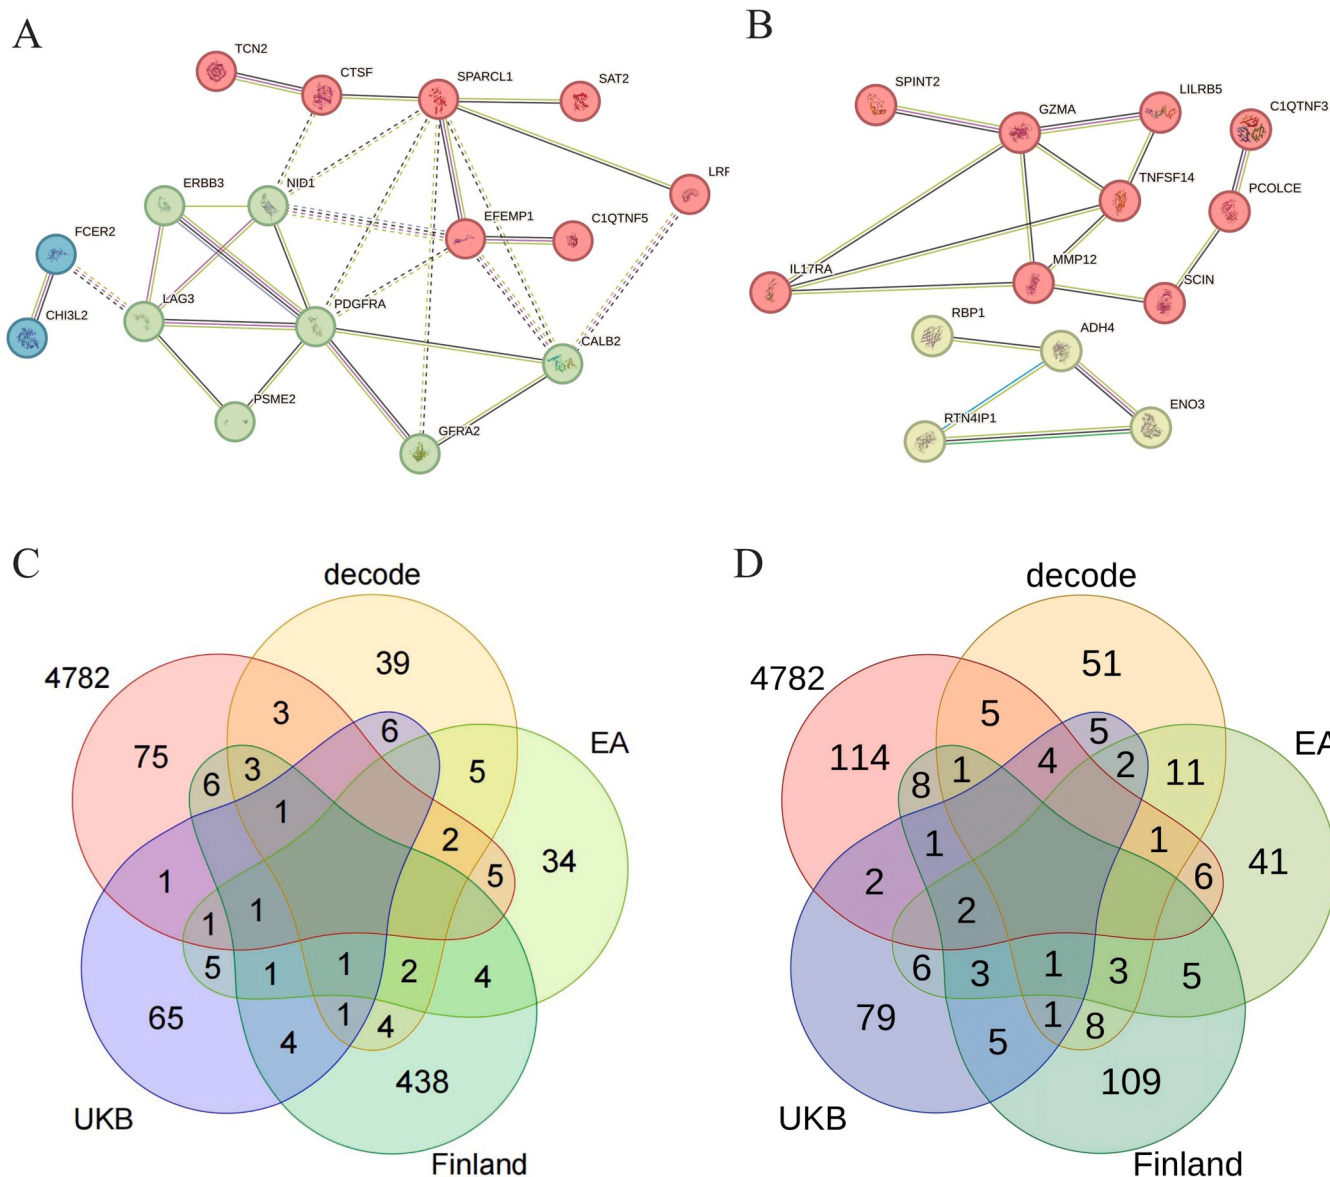 A
B
TCN2
CTSF
SPARCL1
SAT2
LRF
ERBB3
NID1
EFEMP1
C1QTNF5
FCER2
LAG3
PDGFRA
CHI3L2
CALB2
PSME2
GFRA2
SPINT2
GZMA
LILRB5
C1QTNF3
TNFSF14
PCOLCE
IL17RA
MMP12
SCIN
RBP1
ADH4
RTN4IP1
ENO3
C
decode
4782
EA
39
3
6
75
6
3
5
1
2
5
34
1
1
1
5
1
1
2
4
65
4
1
4
438
UKB
Finland
D
decode
4782
EA
51
5
5
114
4
2
11
8
1
1
1
6
41
2
2
6
3
1
3
5
79
5
1
8
109
UKB
Finland